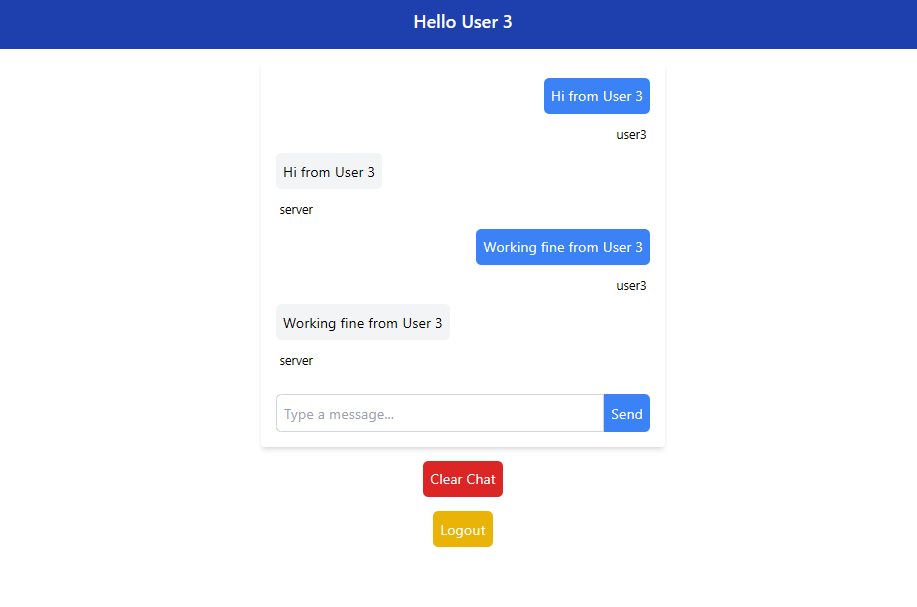 Hello User 3
Hi from User 3
user3
Hi from User 3
server
Working fine from User 3
user3
Working fine from User 3
server
Type a message...
Send
Clear Chat
Logout